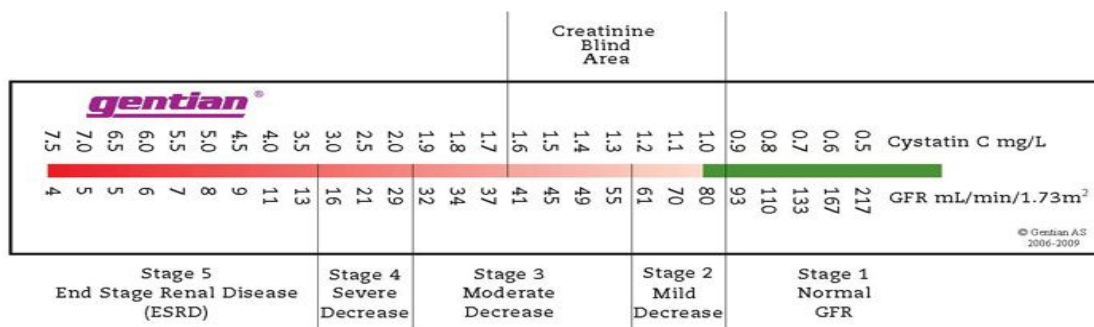 Creatinine
Blind
Area
gentian®
7.5 7.0 6.5 6.0 5.5 5.0 4.5 4.0 3.5 3.0 2.5 2.0 1.9 1.8 1.7 1.6 1.5 1.4 1.3 1.2 1.1 1.0 0.9 0.8 0.7 0.6 0.5 Cystatin C mg/L
4 5 5 6 7 8 9 11 13 16 21 29 32 34 37 41 45 49 55 61 70 80 93 110 133 167 217 GFR mL/min/1.73m²
© Gentian AS
2006-2009
Stage 5
End Stage Renal Disease
(ESRD)
Stage 4
Severe
Decrease
Stage 3
Moderate
Decrease
Stage 2
Mild
Decrease
Stage 1
Normal
GFR